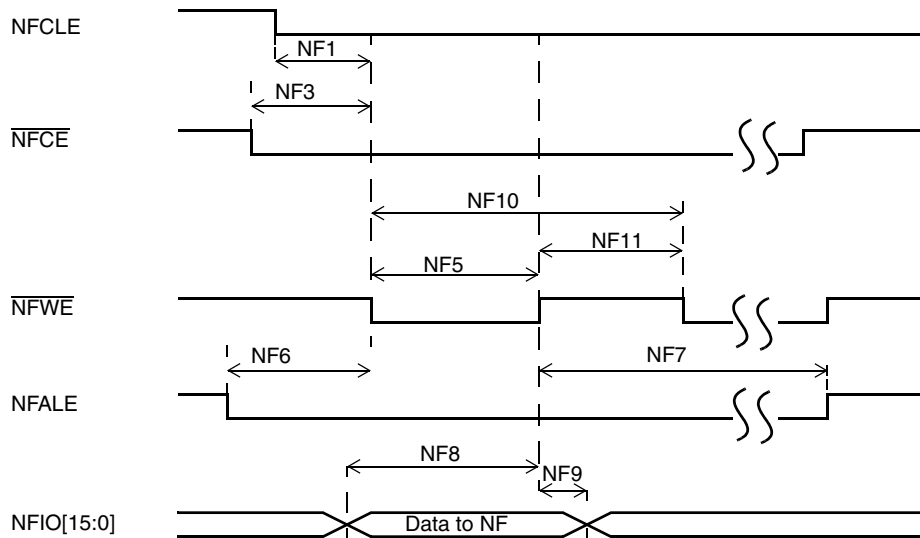 NFCLE
NF1
NF3
NFCE
NF10
NF11
NF5
NFWE
NF6
NF7
NFALE
NF8
NF9
NFIO[15:0]
Data to NF